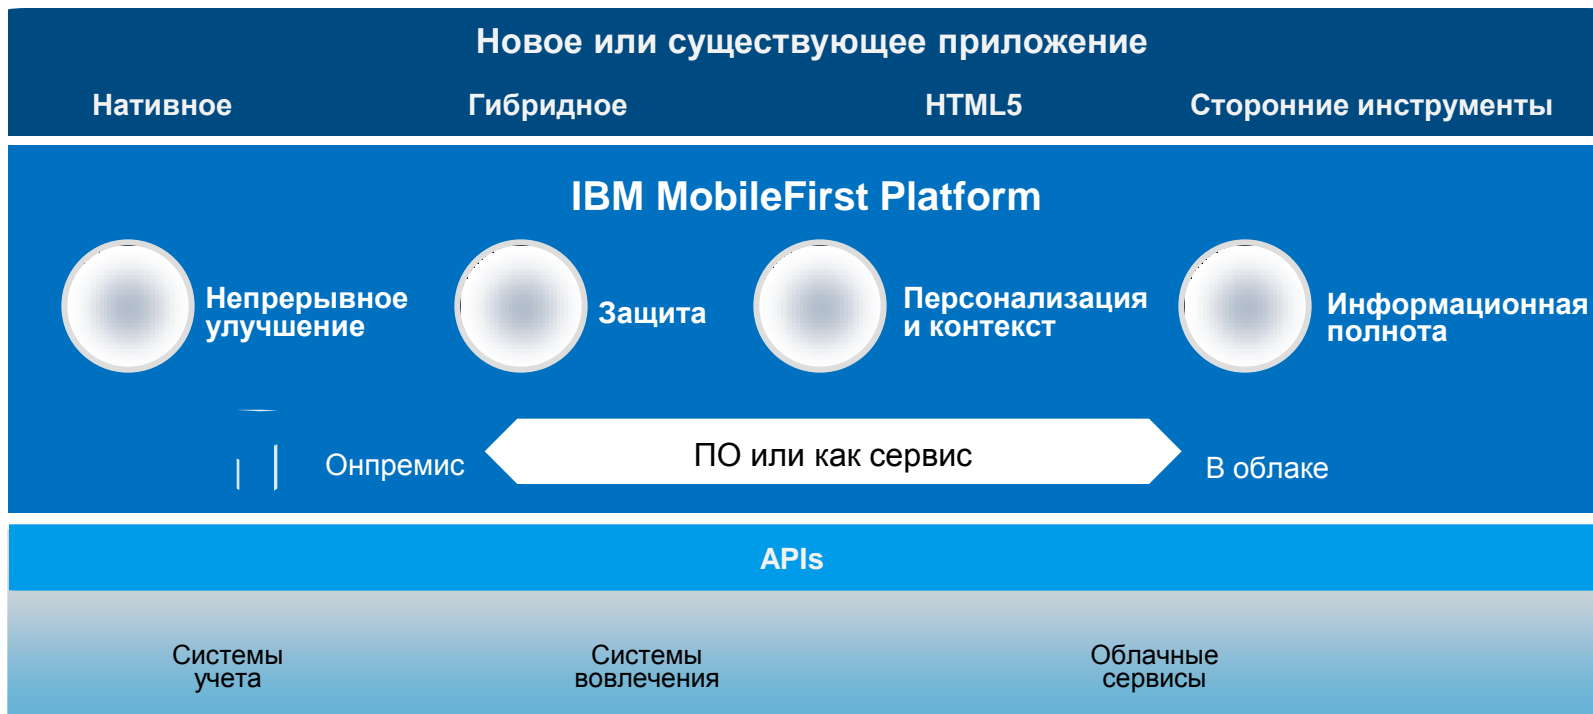 Новое или существующее приложение
Нативное Гибридное HTML5 Сторонние инструменты
IBM MobileFirst Platform
Непрерывное
улучшение
Защита
Персонализация
и контекст
Информационная
полнота
Онпремис
ПО или как сервис
В облаке
APIs
Системы
учета
Системы
вовлечения
Облачные
сервисы